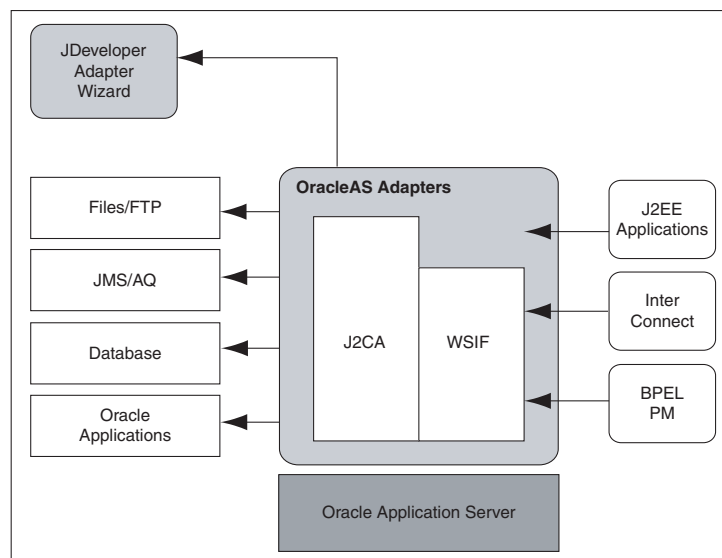 JDeveloper
Adapter
Wizard
OracleAS Adapters
Files/FTP
JMS/AQ
Database
Oracle
Applications
J2CA
WSIF
J2EE
Applications
Inter
Connect
BPEL
PM
Oracle Application Server